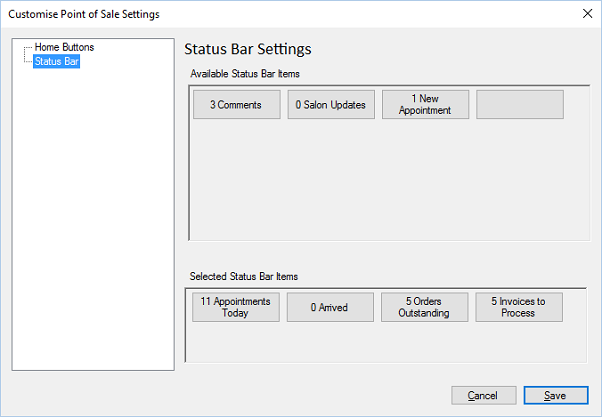 Customise Point of Sale Settings
Home Buttons
Status Bar
Status Bar Settings
Available Status Bar Items
3 Comments
0 Salon Updates
1 New
Appointment
Selected Status Bar Items
11 Appointments
Today
0 Arrived
5 Orders
Outstanding
5 Invoices to
Process
Cancel
Save